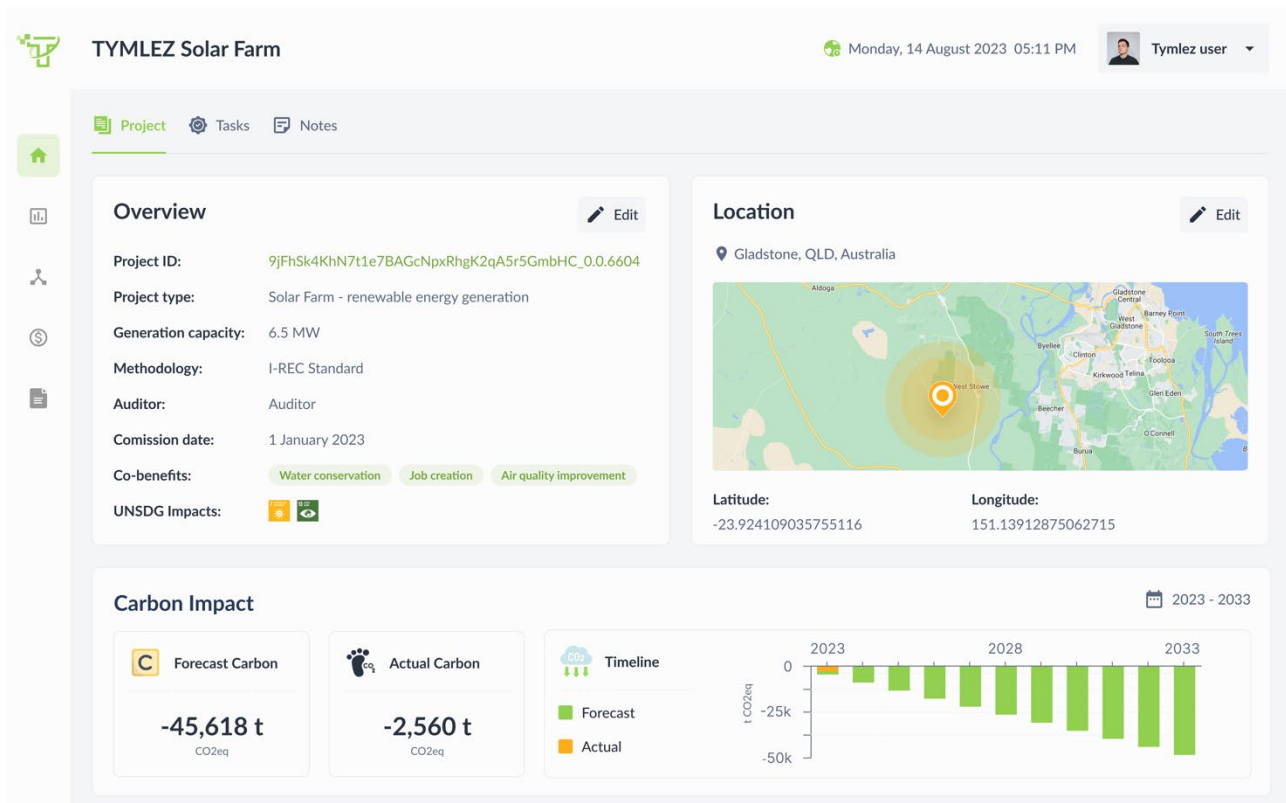 TYMLEZ Solar Farm
Monday, 14 August 2023 05:11 PM
Tymlez user
Project
Tasks
Notes
Overview
Edit
Project ID: 9jFhSk4KhN7t1e7BAGcNpxRhgK2qA5r5GmbHC_0.0.6604
Project type: Solar Farm - renewable energy generation
Generation capacity: 6.5 MW
Methodology: I-REC Standard
Auditor: Auditor
Comission date: 1 January 2023
Co-benefits: Water conservation Job creation Air quality improvement
UNSDG Impacts:
Location
Edit
Gladstone, QLD, Australia
Aldoga
Gladstone
Central
West
Gladstone
Barney Point
South Trees
Island
Byellee
Clinton
Toolooa
Kirkwood
Telina
Glen Eden
West Stowe
Beecher
O'Connell
Burua
B
Latitude: Longitude:
-23.924109035755116 151.13912875062715
Carbon Impact
2023 - 2033
C
Forecast Carbon
-45,618 t
CO2eq
CO₂
Actual Carbon
-2,560 t
CO2eq
CO₂
Timeline
Forecast
Actual
2023 2028 2033
t CO2eq
0
-25k
-50k